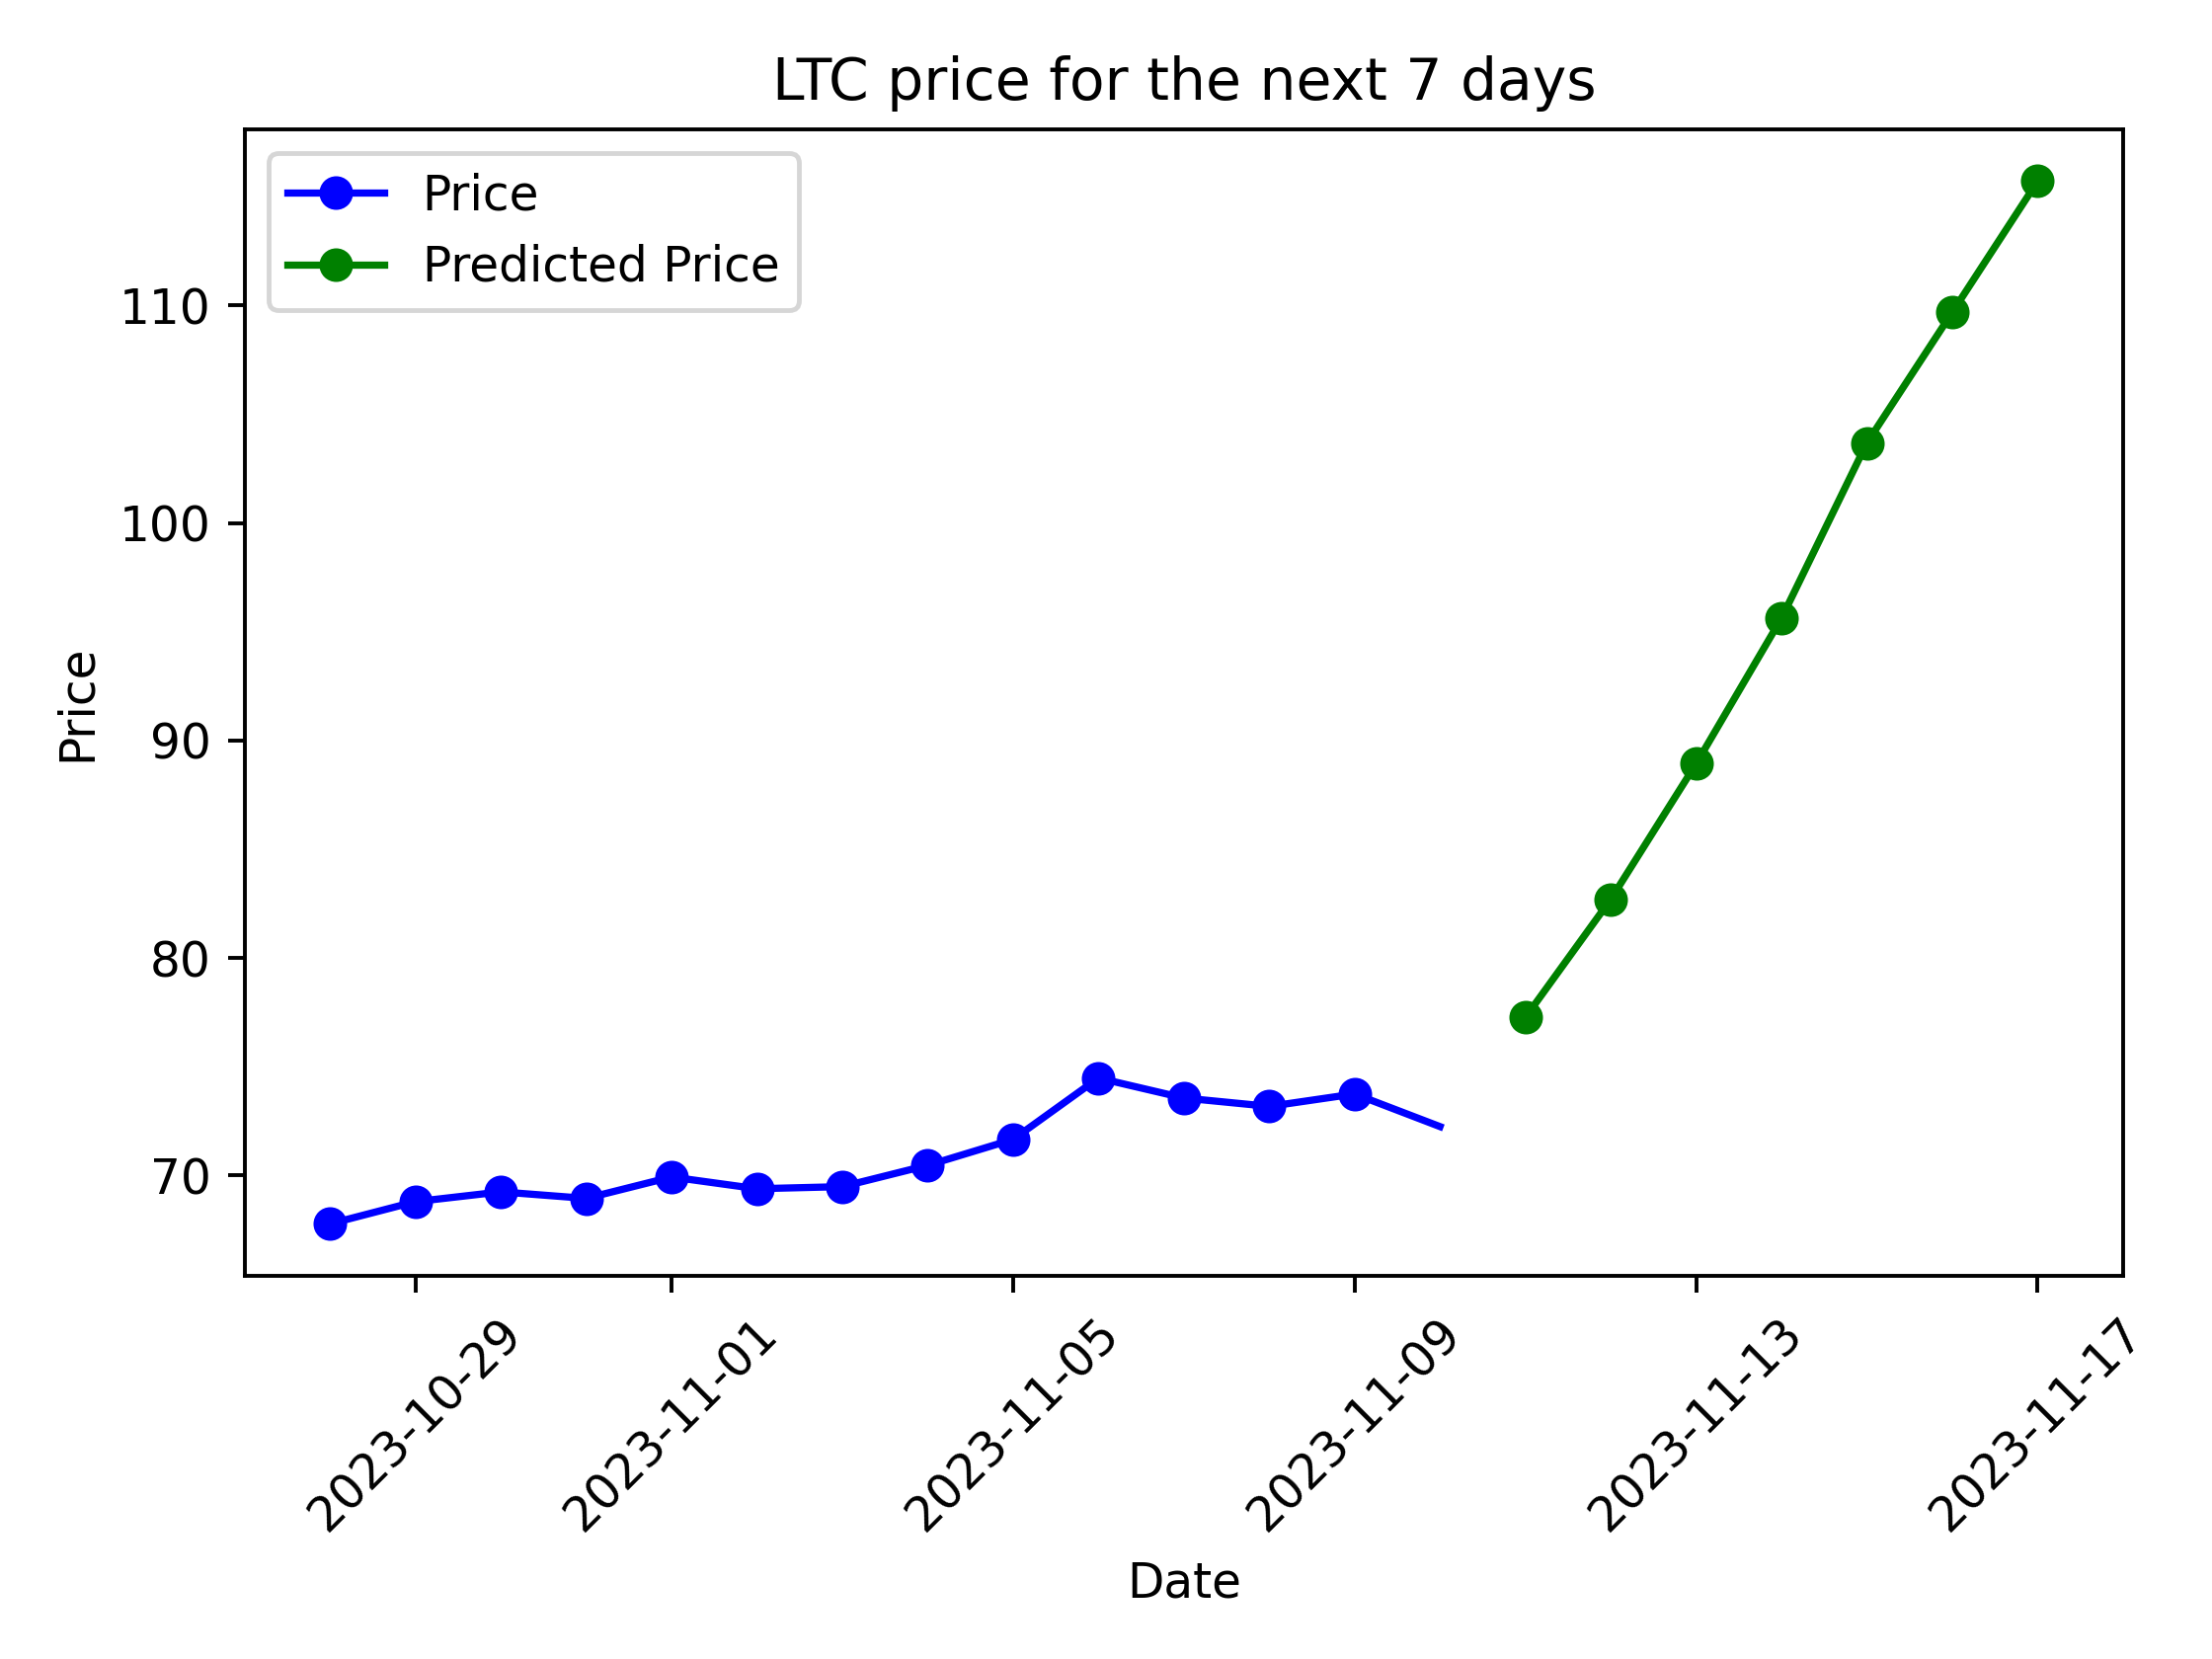 LTC price for the next 7 days
Price
Predicted Price
110
100
90
80
70
Price
2023-10-29
2023-11-01
2023-11-05
2023-11-09
2023-11-13
2023-11-17
Date